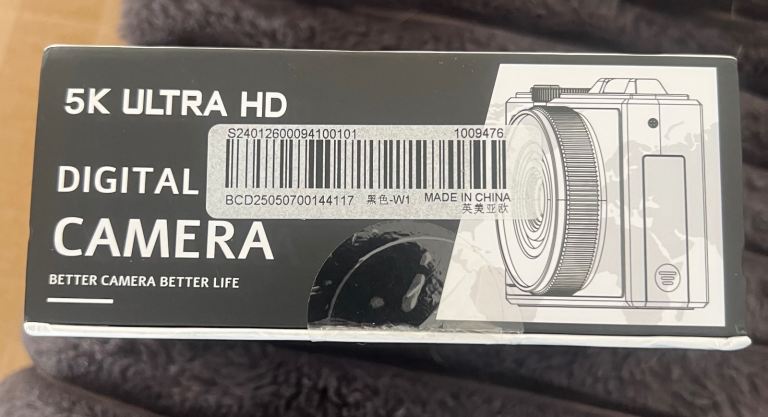 5K ULTRA HD
S24012600094100101 1009476
BCD25050700144117 黑色-W1 MADE IN CHINA
英美亚欧
DIGITAL
CAMERA
BETTER CAMERA BETTER LIFE